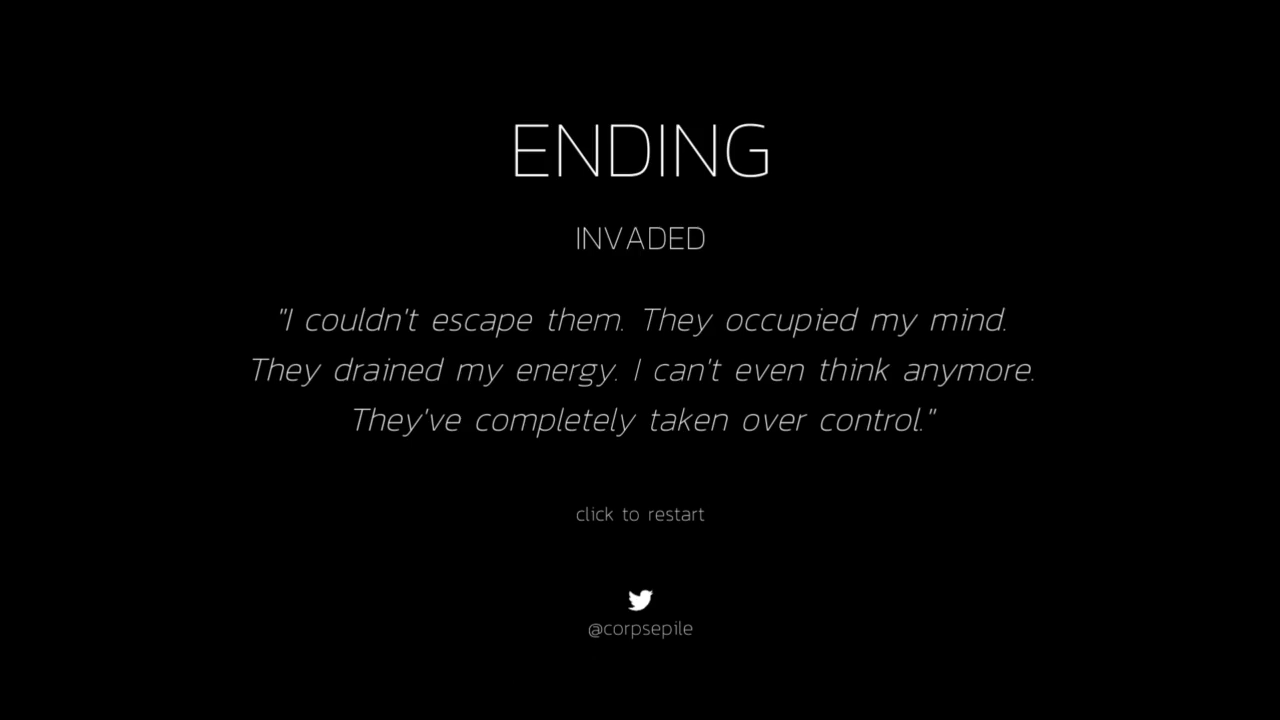 ENDING
INVADED
"I couldn't escape them. They occupied my mind.
They drained my energy. I can't even think anymore.
They've completely taken over control."
click to restart
@corpsepile